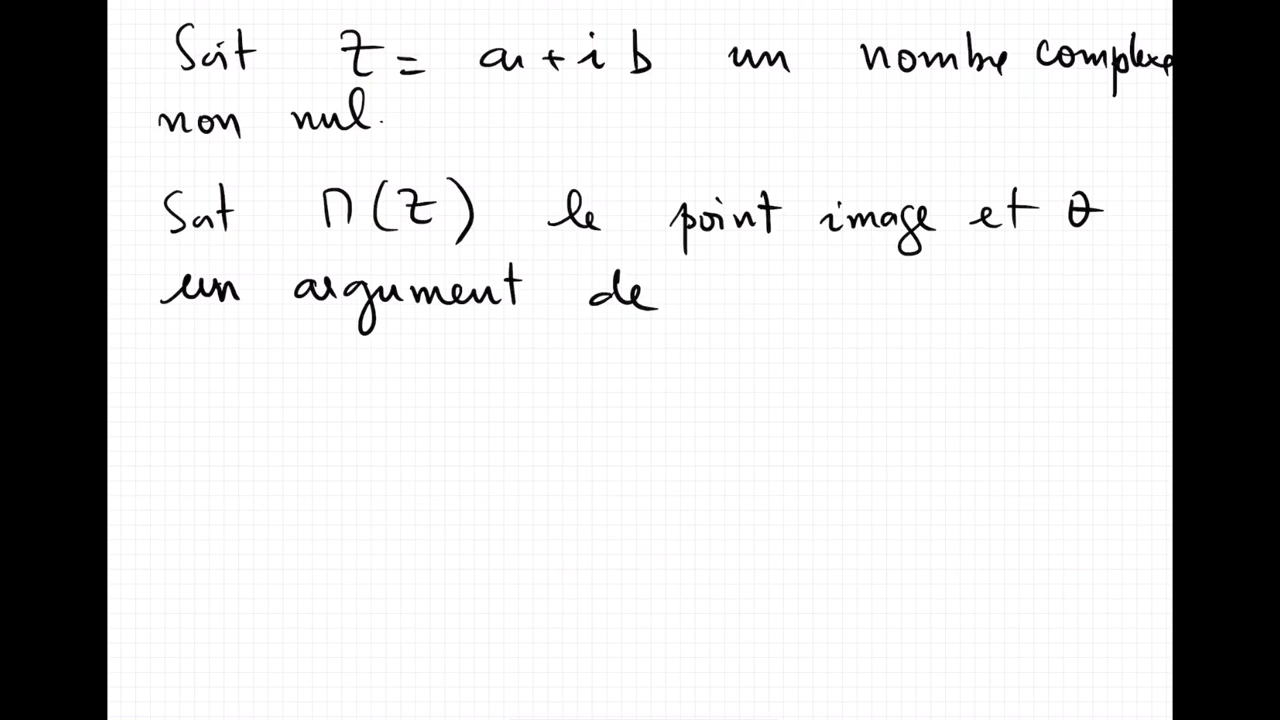 Soit z = a + i b un nombre complexe
non nul.
Soit M(z) le point image et θ
un argument de